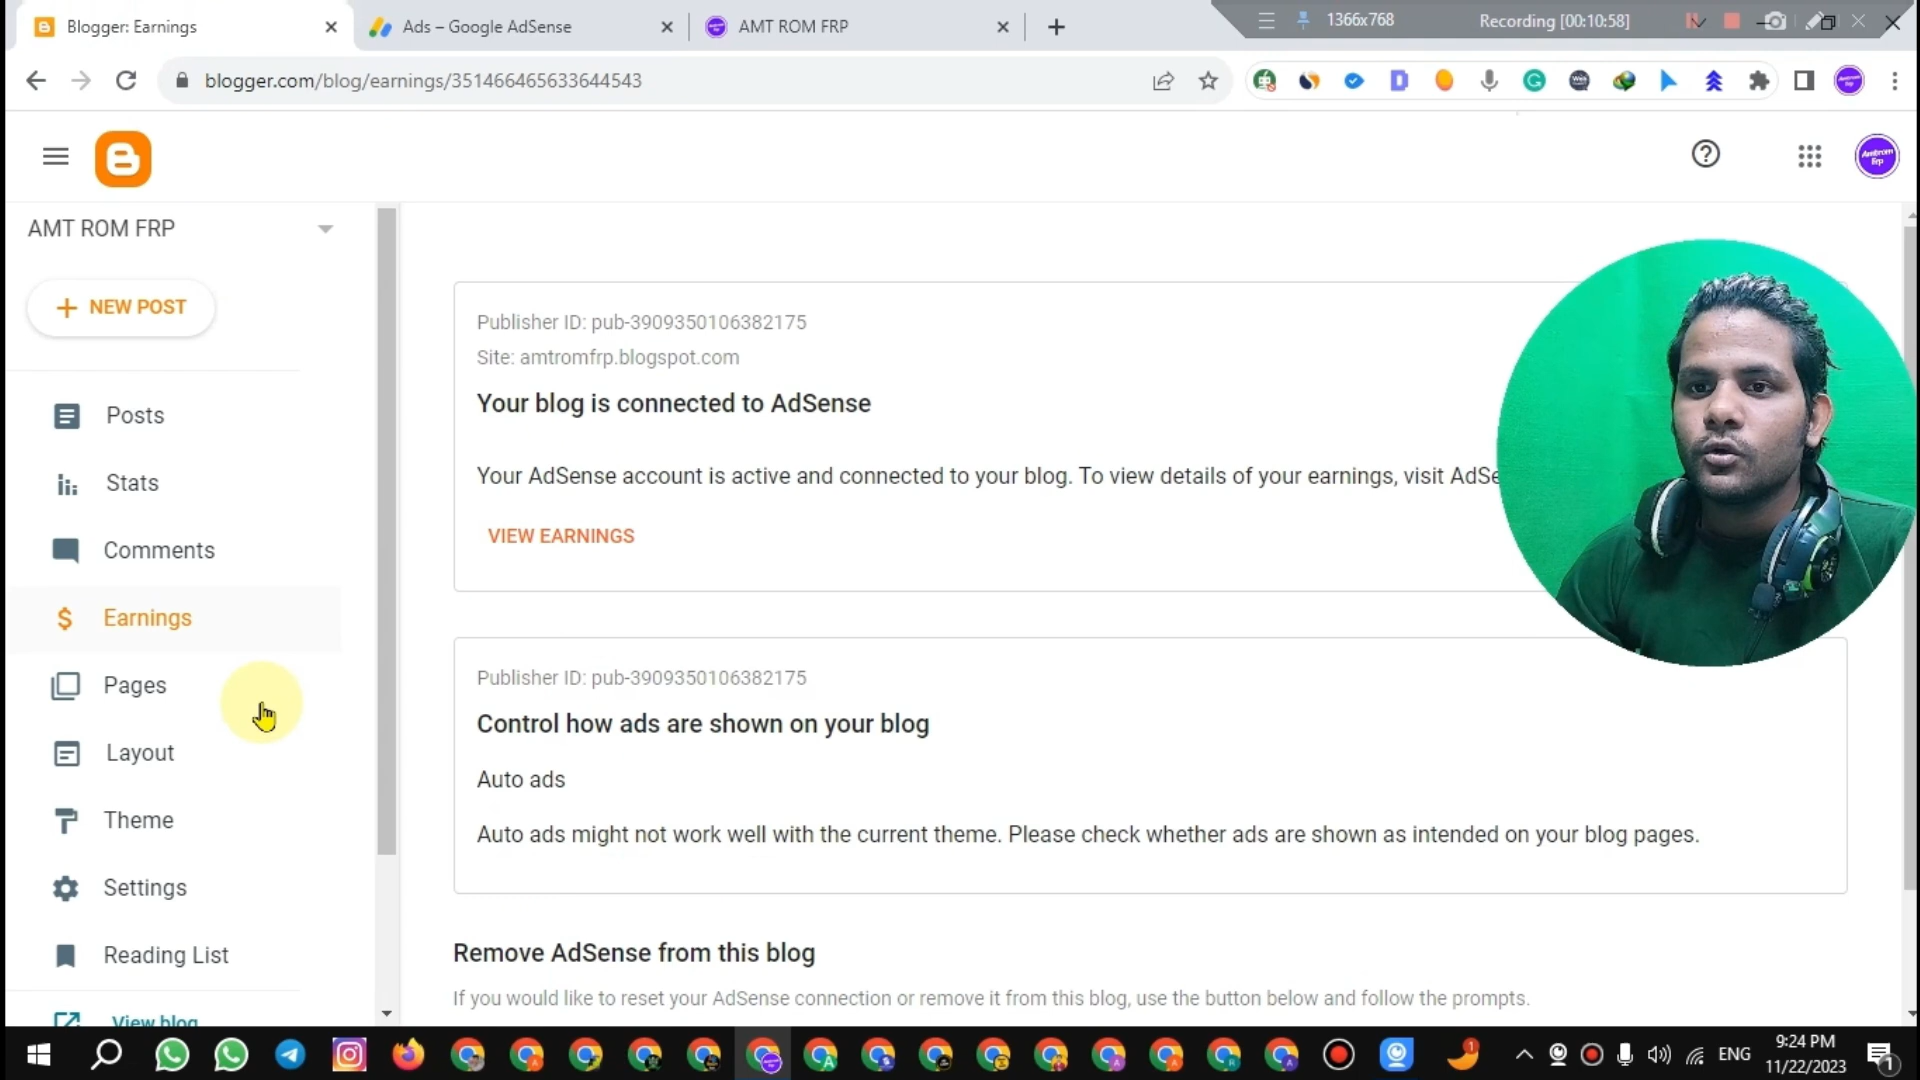 Blogger: Earnings
Ads – Google AdSense
AMT ROM FRP
1366x768
Recording [00:10:58]
blogger.com/blog/earnings/351466465633644543
AMT ROM FRP
NEW POST
Posts
Stats
Comments
Earnings
Pages
Layout
Theme
Settings
Reading List
View blog
Publisher ID: pub-3909350106382175
Site: amtromfrp.blogspot.com
Your blog is connected to AdSense
Your AdSense account is active and connected to your blog. To view details of your earnings, visit AdSe
VIEW EARNINGS
Publisher ID: pub-3909350106382175
Control how ads are shown on your blog
Auto ads
Auto ads might not work well with the current theme. Please check whether ads are shown as intended on your blog pages.
Remove AdSense from this blog
If you would like to reset your AdSense connection or remove it from this blog, use the button below and follow the prompts.
Amtrom
Frp
ENG
9:24 PM
11/22/2023